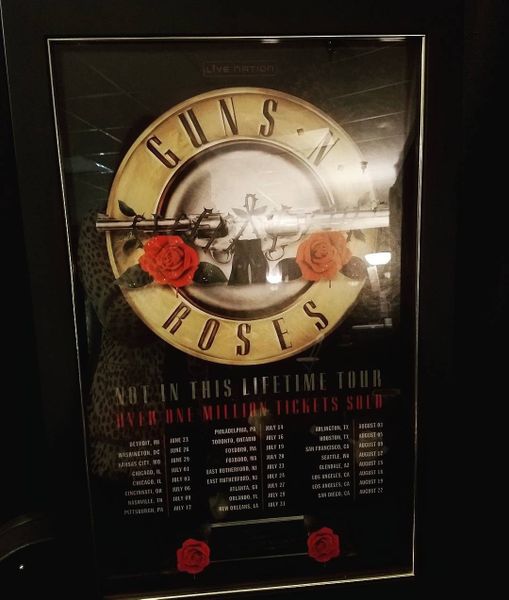 LIVE NATION
GUNS N'
ROSES
NOT IN THIS LIFETIME TOUR
OVER ONE MILLION TICKETS SOLD
DETROIT, MI JUNE 23
WASHINGTON, DC JUNE 26
KANSAS CITY, MO JUNE 29
CHICAGO, IL JULY 01
CHICAGO, IL JULY 03
CINCINNATI, OH JULY 06
NASHVILLE, TN JULY 09
PITTSBURGH, PA JULY 12
PHILADELPHIA, PA JULY 14
TORONTO, ONTARIO JULY 16
FOXBORO, MA JULY 19
FOXBORO, MA JULY 20
EAST RUTHERFORD, NJ JULY 23
EAST RUTHERFORD, NJ JULY 24
ATLANTA, GA JULY 27
ORLANDO, FL JULY 29
NEW ORLEANS, LA JULY 31
ARLINGTON, TX AUGUST 03
HOUSTON, TX AUGUST 05
SAN FRANCISCO, CA AUGUST 09
SEATTLE, WA AUGUST 12
GLENDALE, AZ AUGUST 15
LOS ANGELES, CA AUGUST 18
LOS ANGELES, CA AUGUST 19
SAN DIEGO, CA AUGUST 22